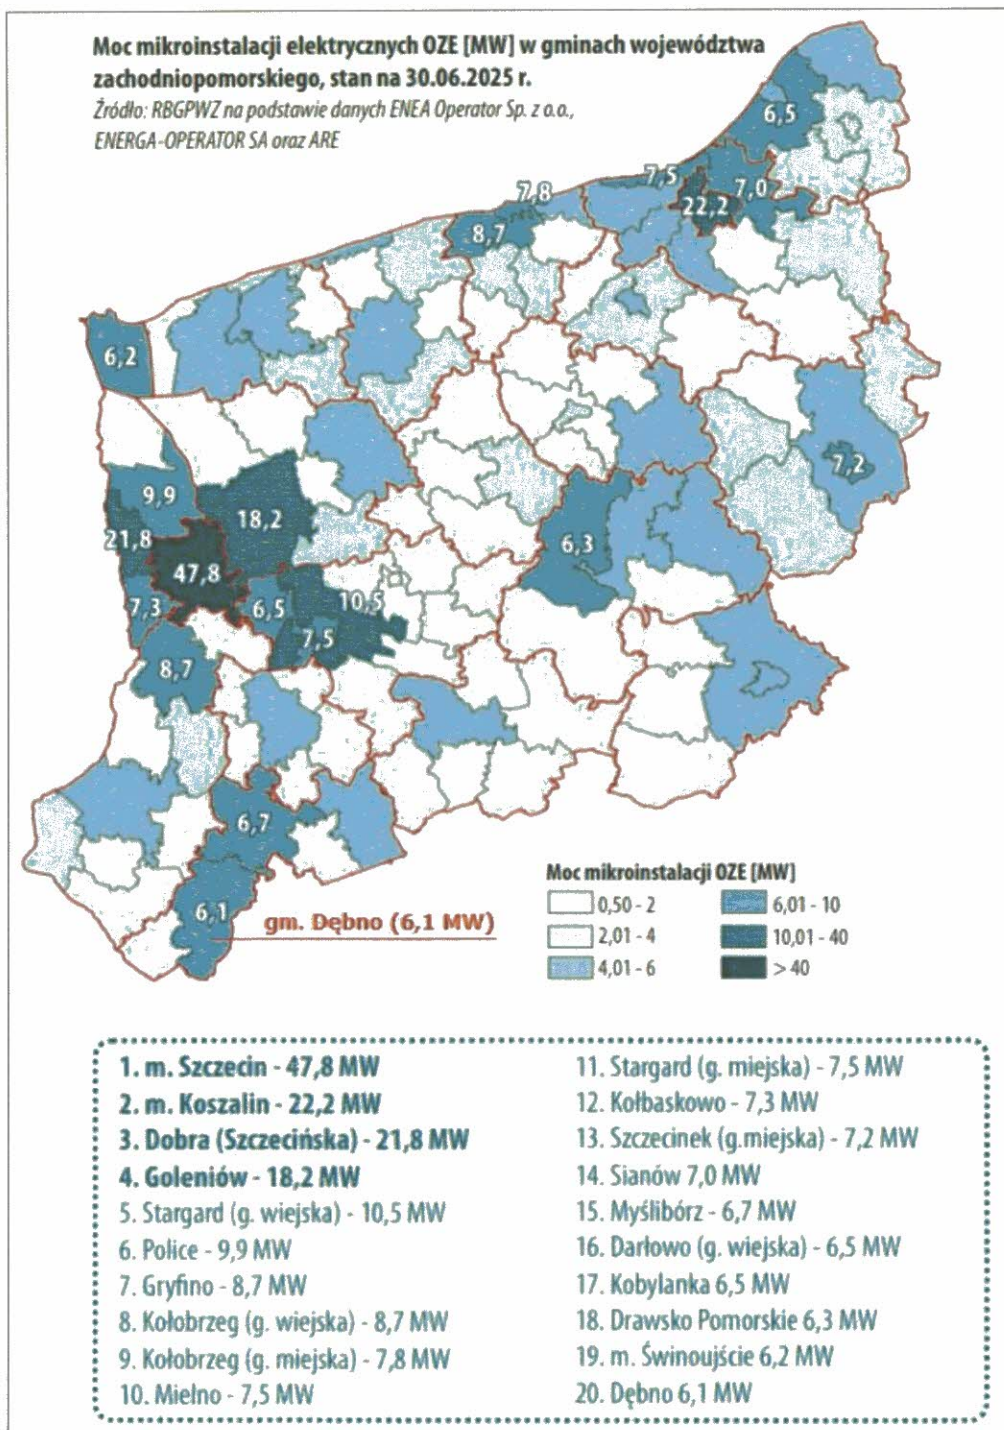 Moc mikroinstalacji elektrycznych OZE [MW] w gminach województwa
zachodniopomorskiego, stan na 30.06.2025 r.
Źródło: RBGPWZ na podstawie danych ENEA Operator Sp. z o.o.,
ENERGA-OPERATOR SA oraz ARE
6,5
7,5
7,0
7,8
22,2
8,7
6,2
7,2
9,9
18,2
21,8
6,3
47,8
7,3
6,5
10,5
7,5
8,7
6,7
6,1
gm. Dębno (6,1 MW)
Moc mikroinstalacji OZE [MW]
0,50 - 2
2,01 - 4
4,01 - 6
6,01 - 10
10,01 - 40
> 40
1. m. Szczecin - 47,8 MW
2. m. Koszalin - 22,2 MW
3. Dobra (Szczecińska) - 21,8 MW
4. Goleniów - 18,2 MW
5. Stargard (g. wiejska) - 10,5 MW
6. Police - 9,9 MW
7. Gryfino - 8,7 MW
8. Kołobrzeg (g. wiejska) - 8,7 MW
9. Kołobrzeg (g. miejska) - 7,8 MW
10. Mielno - 7,5 MW
11. Stargard (g. miejska) - 7,5 MW
12. Kołbaskowo - 7,3 MW
13. Szczecinek (g.miejska) - 7,2 MW
14. Sianów 7,0 MW
15. Myślibórz - 6,7 MW
16. Darłowo (g. wiejska) - 6,5 MW
17. Kobylanka 6,5 MW
18. Drawsko Pomorskie 6,3 MW
19. m. Świnoujście 6,2 MW
20. Dębno 6,1 MW